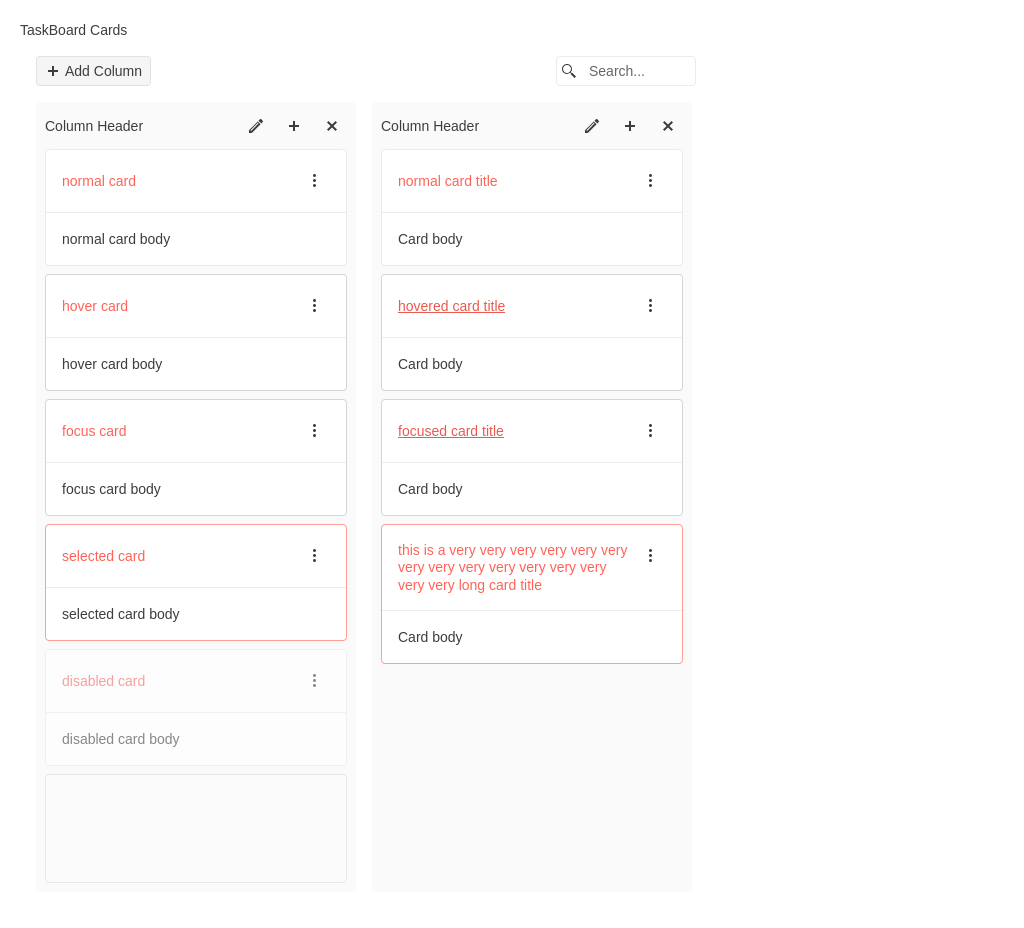 TaskBoard Cards
Add Column
Search...
Column Header
normal card
normal card body
hover card
hover card body
focus card
focus card body
selected card
selected card body
disabled card
disabled card body
Column Header
normal card title
Card body
hovered card title
Card body
focused card title
Card body
this is a very very very very very very
very very very very very very very
very very long card title
Card body